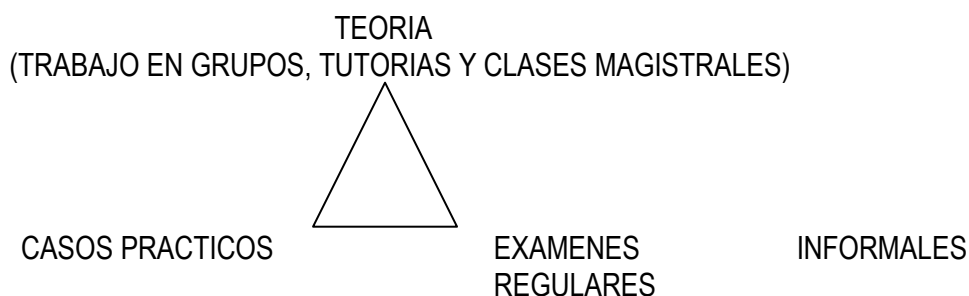 TEORIA
(TRABAJO EN GRUPOS, TUTORIAS Y CLASES MAGISTRALES)
CASOS PRACTICOS EXAMENES INFORMALES
REGULARES